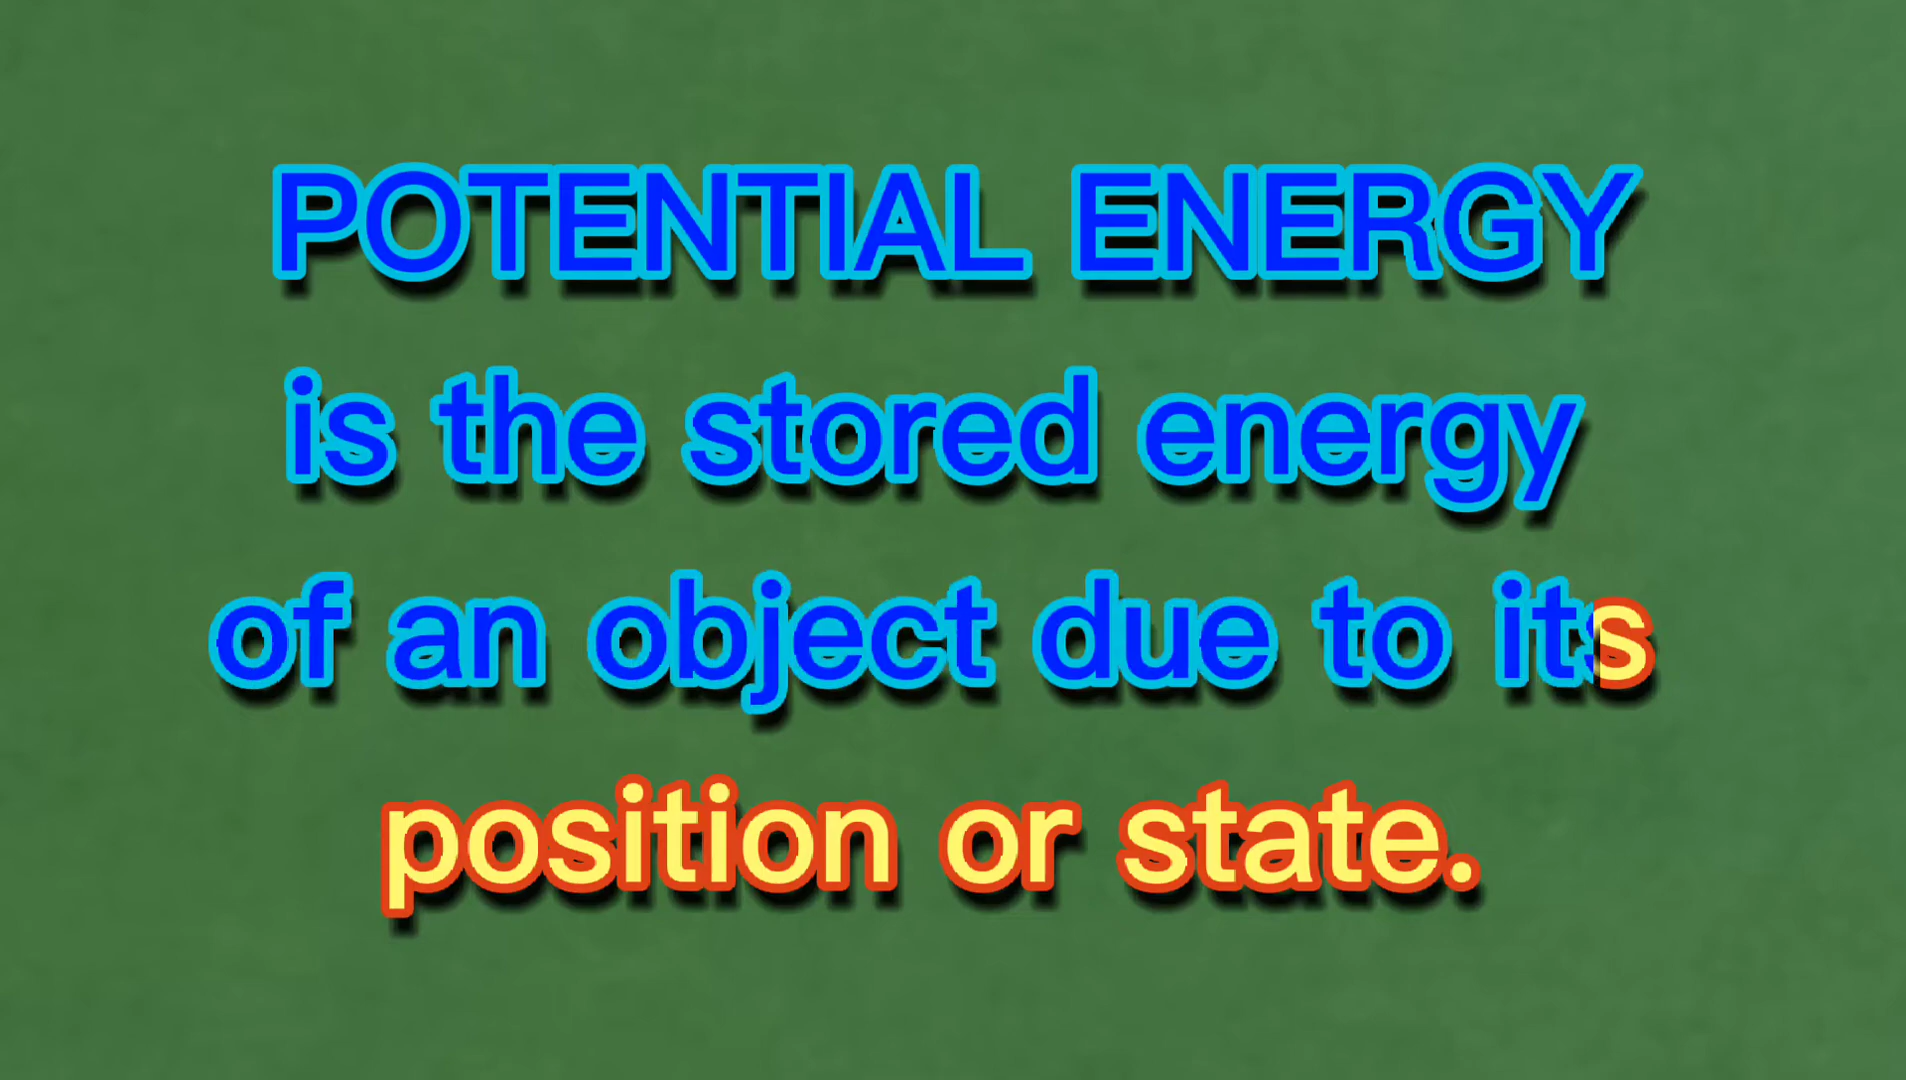 POTENTIAL ENERGY
is the stored energy
of an object due to its
position or state.